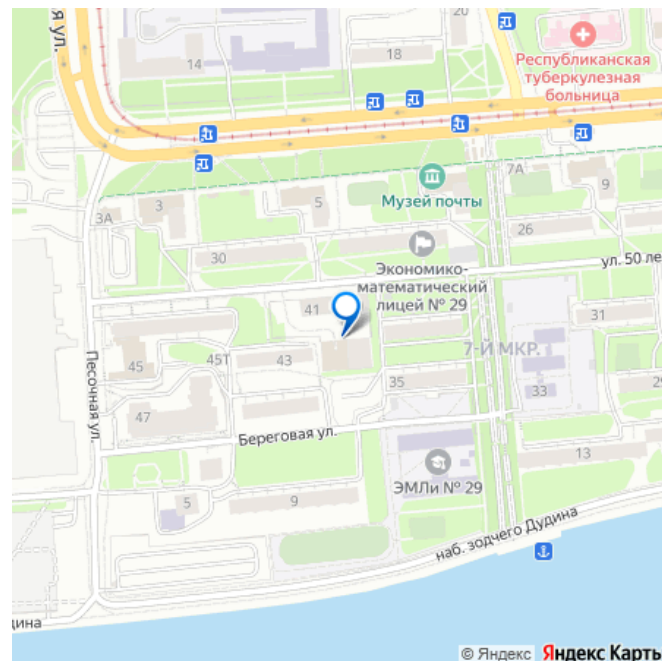 я ул.
20
14
18
Республиканская
туберкулезная
больница
7А
9
Музей почты
3А
3
5
26
30
Экономико-
математический
лицей № 29
ул. 50 ле
41
31
7-Й МКР.
45
45Т
43
35
33
29
Песочная ул.
47
Береговая ул.
13
ЭМЛи № 29
5
9
наб. зодчего Дудина
дина
© Яндекс Яндекс Карты